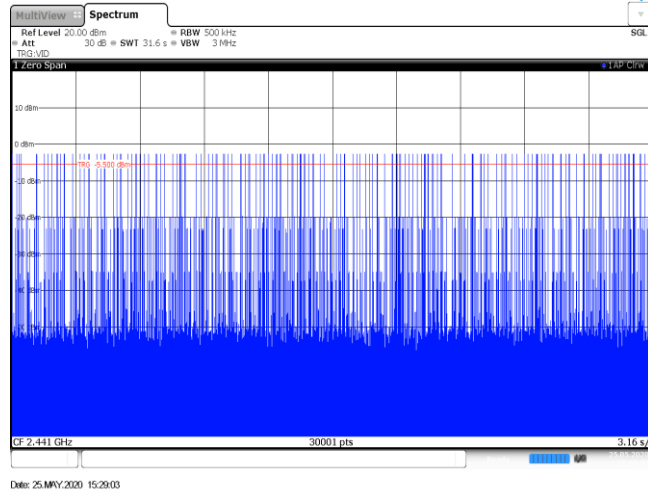 MultiView Spectrum
Ref Level 20.00 dBm RBW 500 kHz SGL
Att 30 dB SWT 31.6 s VBW 3 MHz
TRG:VID
1 Zero Span 1AP Clrw
10 dBm
0 dBm
TRG -5.500 dBm
-10 dBm
-20 dBm
-30 dBm
CF 2.441 GHz 30001 pts 3.16 s/
Date: 25.MAY.2020 15:29:03